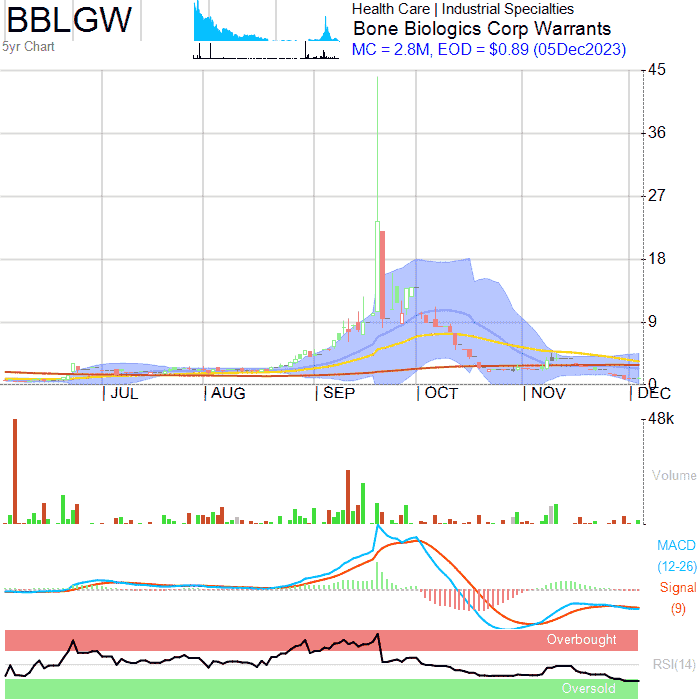 BBLGW
5yr Chart
Health Care | Industrial Specialties
Bone Biologics Corp Warrants
MC = 2.8M, EOD = $0.89 (05Dec2023)
45
36
27
18
9
0
JUL AUG SEP OCT NOV DEC
48k
Volume
MACD
(12-26)
Signal
(9)
Overbought
RSI(14)
Oversold